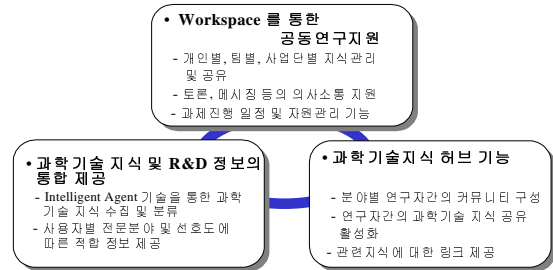 • Workspace 를 통한
공동연구지원
- 개인별, 팀별, 사업단별 지식관리
및 공유
- 토론, 메시징 등의 의사소통 지원
- 과제진행 일정 및 자원관리 기능
• 과학기술 지식 및 R&D 정보의
통합 제공
- Intelligent Agent 기술을 통한 과학
기술 지식 수집 및 분류
- 사용자별 전문분야 및 선호도에
따른 적합 정보 제공
• 과학기술지식 허브 기능
- 분야별 연구자간의 커뮤니티 구성
- 연구자간의 과학기술 지식 공유
활성화
- 관련지식에 대한 링크 제공